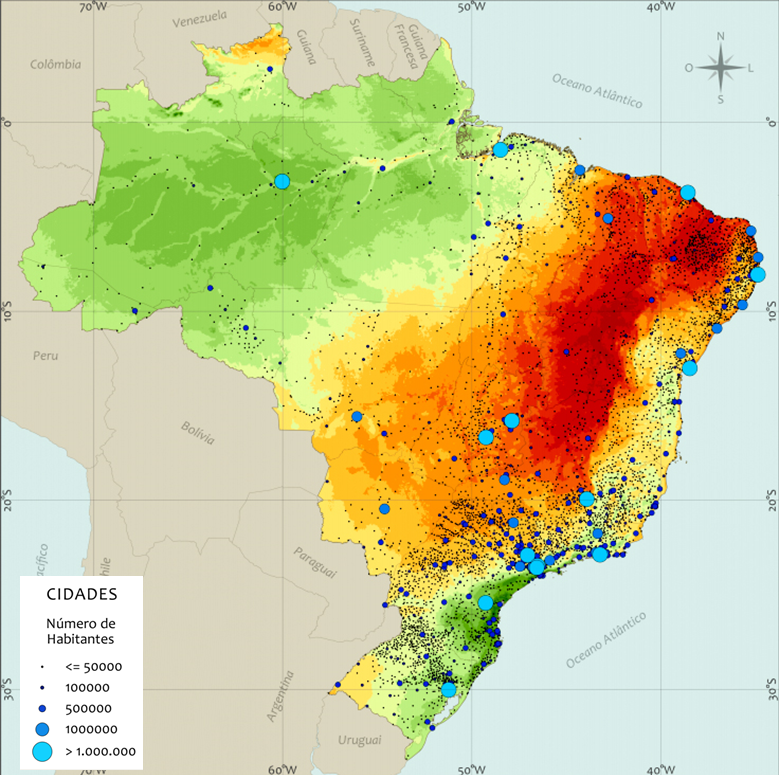 70°W
60°W
50°W
40°W
Venezuela
Guiana
Suriname
Guiana
Francesa
Colômbia
N
O
L
S
Oceano Atlântico
0°
0°
10°S
10°S
Peru
Bolívia
20°S
20°S
Pacífico
Chile
Paraguai
Oceano Atlântico
Argentina
30°S
30°S
Uruguai
CIDADES
Número de
Habitantes
<= 50000
100000
500000
1000000
> 1.000.000
70°W
60°W
50°W
40°W